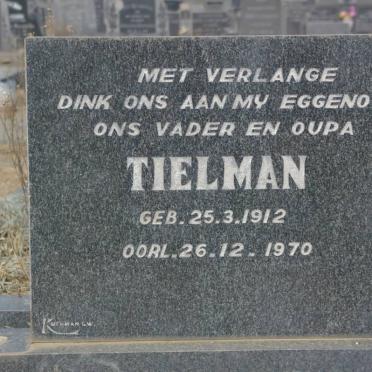 MET VERLANGE
DINK ONS AAN MY EGGENO
ONS VADER EN OUPA
TIELMAN
GEB. 25.3.1912
OORL. 26.12. 1970